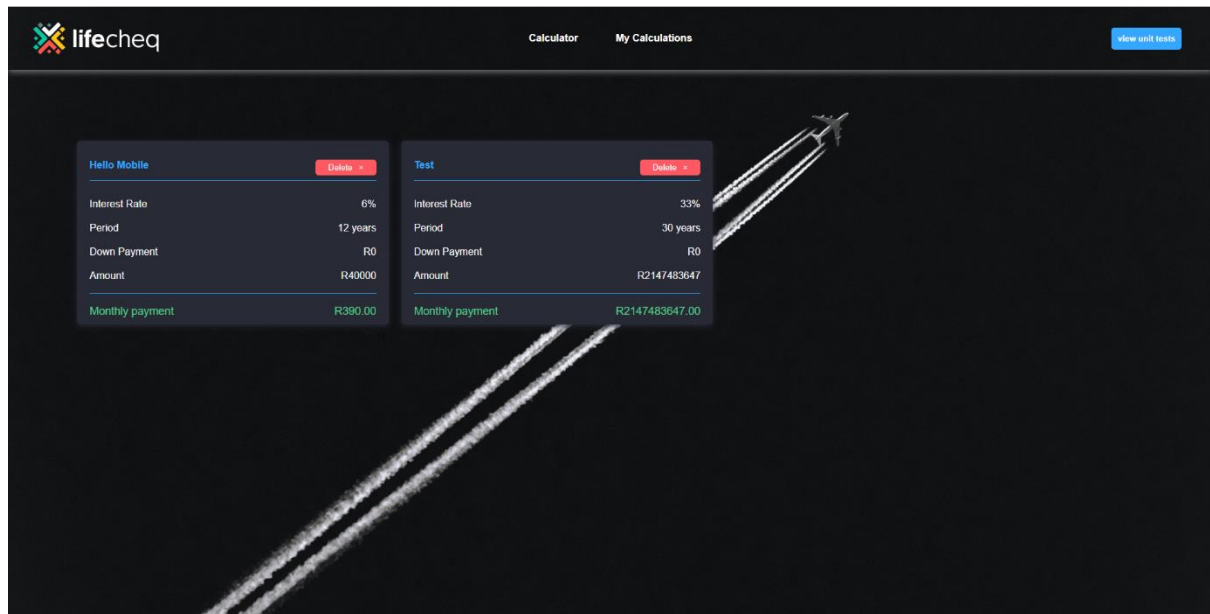 lifecheq
Calculator
My Calculations
view unit tests
Hello Mobile
Delete ×
Interest Rate 6%
Period 12 years
Down Payment R0
Amount R40000
Monthly payment R390.00
Test
Delete ×
Interest Rate 33%
Period 30 years
Down Payment R0
Amount R2147483647
Monthly payment R2147483647.00